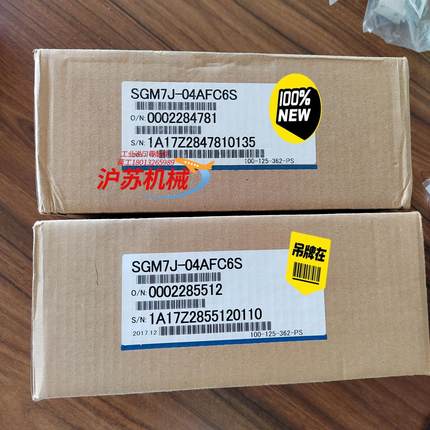 SGM7J-04AFC6S
O/N: 0002284781
S/N: 1A17Z2847810135
100-125-362-PS
100%
NEW
沪苏机械
SGM7J-04AFC6S
O/N: 0002285512
S/N: 1A17Z2855120110
2017.12
100-125-362-PS
吊牌在